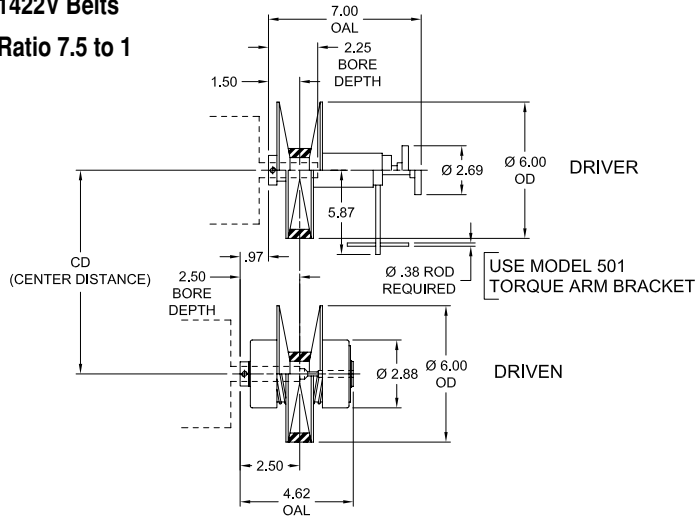 1422V Belts
Ratio 7.5 to 1
7.00
OAL
2.25
BORE
DEPTH
1.50
Ø 2.69
Ø 6.00
OD
DRIVER
5.87
CD
(CENTER DISTANCE)
.97
2.50
BORE
DEPTH
Ø .38 ROD
REQUIRED
USE MODEL 501
TORQUE ARM BRACKET
Ø 2.88
Ø 6.00
OD
DRIVEN
2.50
4.62
OAL